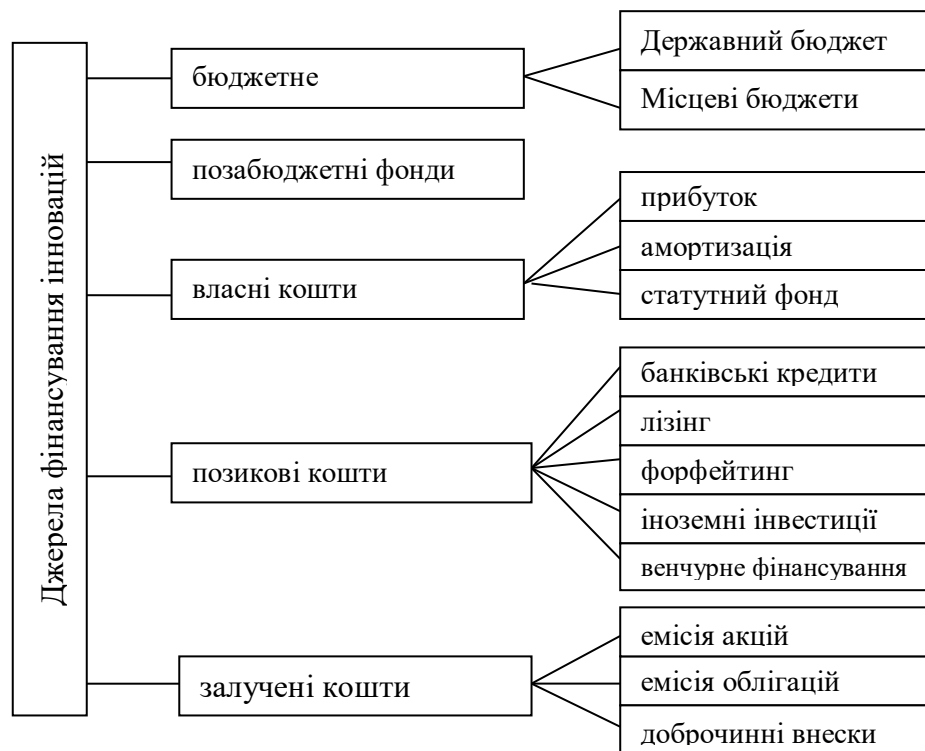 Джерела фінансування інновацій
бюджетне
Державний бюджет
Місцеві бюджети
позабюджетні фонди
власні кошти
прибуток
амортизація
статутний фонд
позикові кошти
банківські кредити
лізінг
форфейтинг
іноземні інвестиції
венчурне фінансування
залучені кошти
емісія акцій
емісія облігацій
доброчинні внески